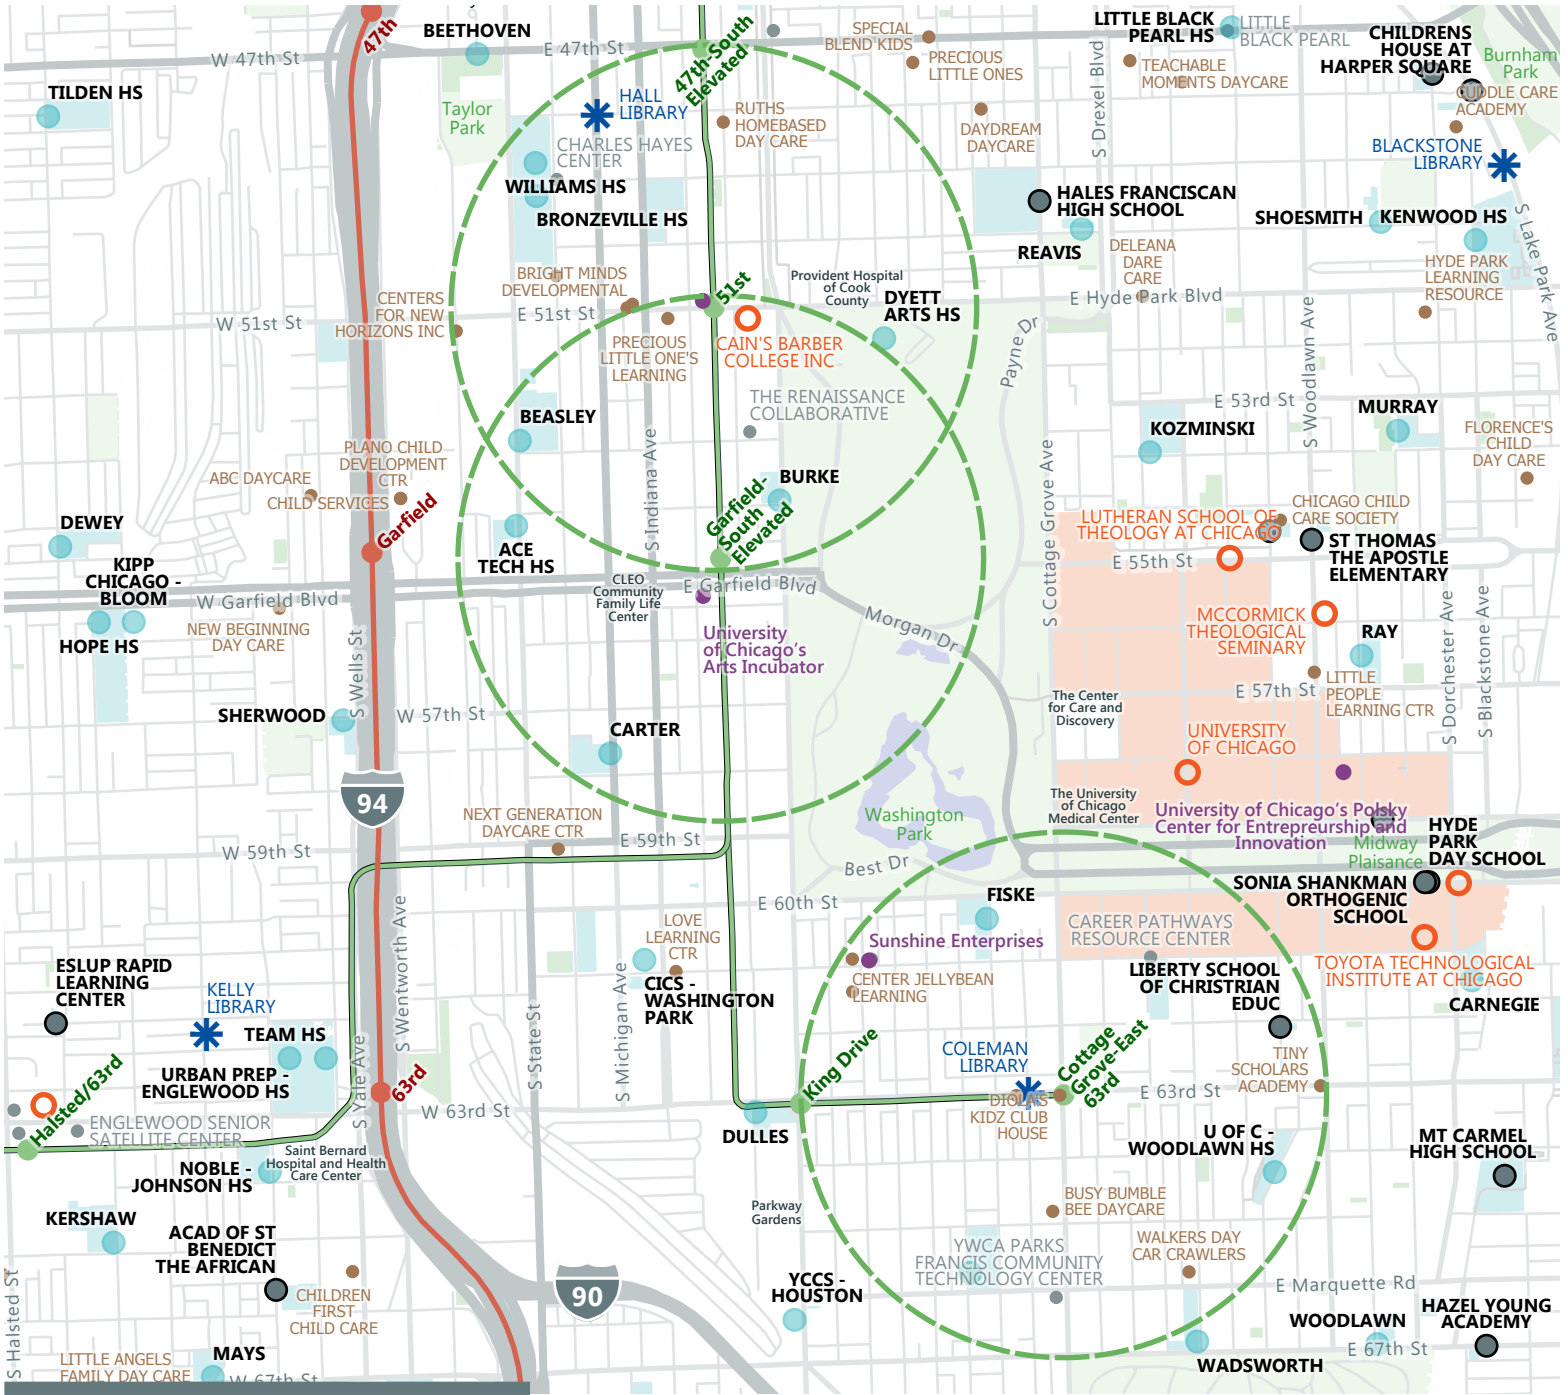 47th
BEETHOVEN
W 47th St
E 47th St
47th-South
Elevated
SPECIAL
BLEND KIDS
PRECIOUS
LITTLE ONES
LITTLE BLACK
PEARL HS
LITTLE
BLACK PEARL
CHILDRENS
HOUSE AT
HARPER SQUARE
Burnham
Park
S Drexel Blvd
TEACHABLE
MOMENTS DAYCARE
CUDDLE CARE
ACADEMY
TILDEN HS
Taylor
Park
HALL
LIBRARY
RUTHS
HOMEBASED
DAY CARE
DAYDREAM
DAYCARE
CHARLES HAYES
CENTER
BLACKSTONE
LIBRARY
WILLIAMS HS
BRONZEVILLE HS
HALES FRANCISCAN
HIGH SCHOOL
REAVIS
SHOESMITH
KENWOOD HS
S Lake Park Ave
DELEANA
DARE
CARE
HYDE PARK
LEARNING
RESOURCE
BRIGHT MINDS
DEVELOPMENTAL
51st
Provident Hospital
of Cook
County
DYETT
ARTS HS
E Hyde Park Blvd
CENTERS
FOR NEW
HORIZONS INC
W 51st St
E 51st St
PRECIOUS
LITTLE ONE'S
LEARNING
CAIN'S BARBER
COLLEGE INC
Payne Dr
S Woodlawn Ave
THE RENAISSANCE
COLLABORATIVE
E 53rd St
BEASLEY
KOZMINSKI
MURRAY
FLORENCE'S
CHILD
DAY CARE
PLANO CHILD
DEVELOPMENT
CTR
ABC DAYCARE
CHILD SERVICES
Garfield
S Indiana Ave
BURKE
Garfield-
South
Elevated
S Cottage Grove Ave
CHICAGO CHILD
CARE SOCIETY
LUTHERAN SCHOOL OF
THEOLOGY AT CHICAGO
ST THOMAS
THE APOSTLE
ELEMENTARY
E 55th St
DEWEY
KIPP
CHICAGO -
BLOOM
ACE
TECH HS
CLEO
Community
Family Life
Center
E Garfield Blvd
W Garfield Blvd
Morgan Dr
HOPE HS
NEW BEGINNING
DAY CARE
University
of Chicago's
Arts Incubator
MCCORMICK
THEOLOGICAL
SEMINARY
RAY
S Dorchester Ave
S Blackstone Ave
S Wells St
SHERWOOD
W 57th St
CARTER
The Center
for Care and
Discovery
E 57th St
LITTLE
PEOPLE
LEARNING CTR
UNIVERSITY
OF CHICAGO
94
NEXT GENERATION
DAYCARE CTR
The University
of Chicago
Medical Center
University of Chicago's Polsky
Center for Entrepreurship and
Innovation
Washington
Park
Midway
Plaisance
HYDE
PARK
DAY SCHOOL
W 59th St
E 59th St
Best Dr
SONIA SHANKMAN
ORTHOGENIC
SCHOOL
FISKE
E 60th St
LOVE
LEARNING
CTR
Sunshine Enterprises
CAREER PATHWAYS
RESOURCE CENTER
S Wentworth Ave
ESLUP RAPID
LEARNING
CENTER
KELLY
LIBRARY
CICS -
WASHINGTON
PARK
CENTER JELLYBEAN
LEARNING
LIBERTY SCHOOL
OF CHRISTRIAN
EDUC
TOYOTA TECHNOLOGICAL
INSTITUTE AT CHICAGO
CARNEGIE
TEAM HS
URBAN PREP -
ENGLEWOOD HS
S State St
S Michigan Ave
King Drive
COLEMAN
LIBRARY
Cottage
Grove-East
63rd
TINY
SCHOLARS
ACADEMY
Halsted/63rd
S Yale Ave
63rd
W 63rd St
E 63rd St
DIOLA'S
KIDZ CLUB
HOUSE
ENGLEWOOD SENIOR
SATELLITE CENTER
DULLES
U OF C -
WOODLAWN HS
MT CARMEL
HIGH SCHOOL
Saint Bernard
Hospital and Health
Care Center
NOBLE -
JOHNSON HS
Parkway
Gardens
BUSY BUMBLE
BEE DAYCARE
KERSHAW
ACAD OF ST
BENEDICT
THE AFRICAN
YWCA PARKS
FRANCIS COMMUNITY
TECHNOLOGY CENTER
WALKERS DAY
CAR CRAWLERS
E Marquette Rd
90
YCCS -
HOUSTON
S Halsted St
CHILDREN
FIRST
CHILD CARE
WOODLAWN
HAZEL YOUNG
ACADEMY
E 67th St
LITTLE ANGELS
FAMILY DAY CARE
MAYS
W 67th St
WADSWORTH